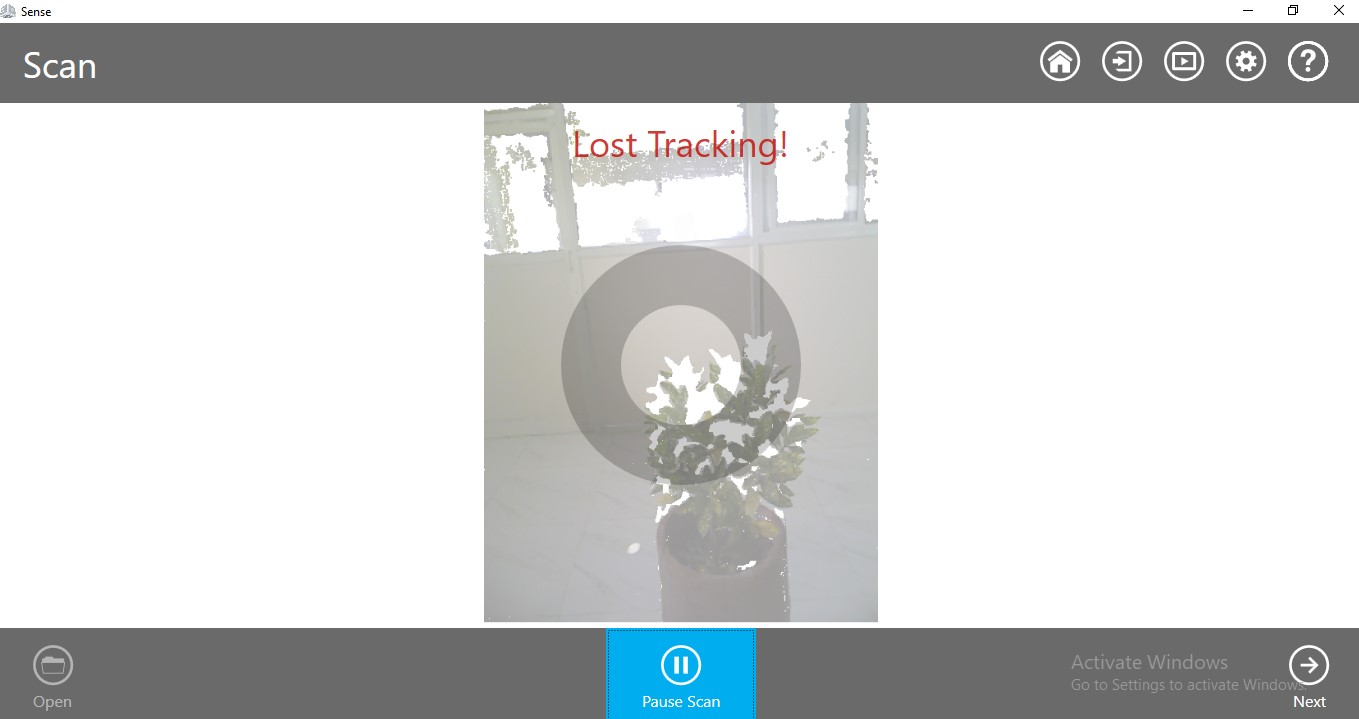 Sense
Scan
Lost Tracking!
Open
Pause Scan
Activate Windows
Go to Settings to activate Windows.
Next